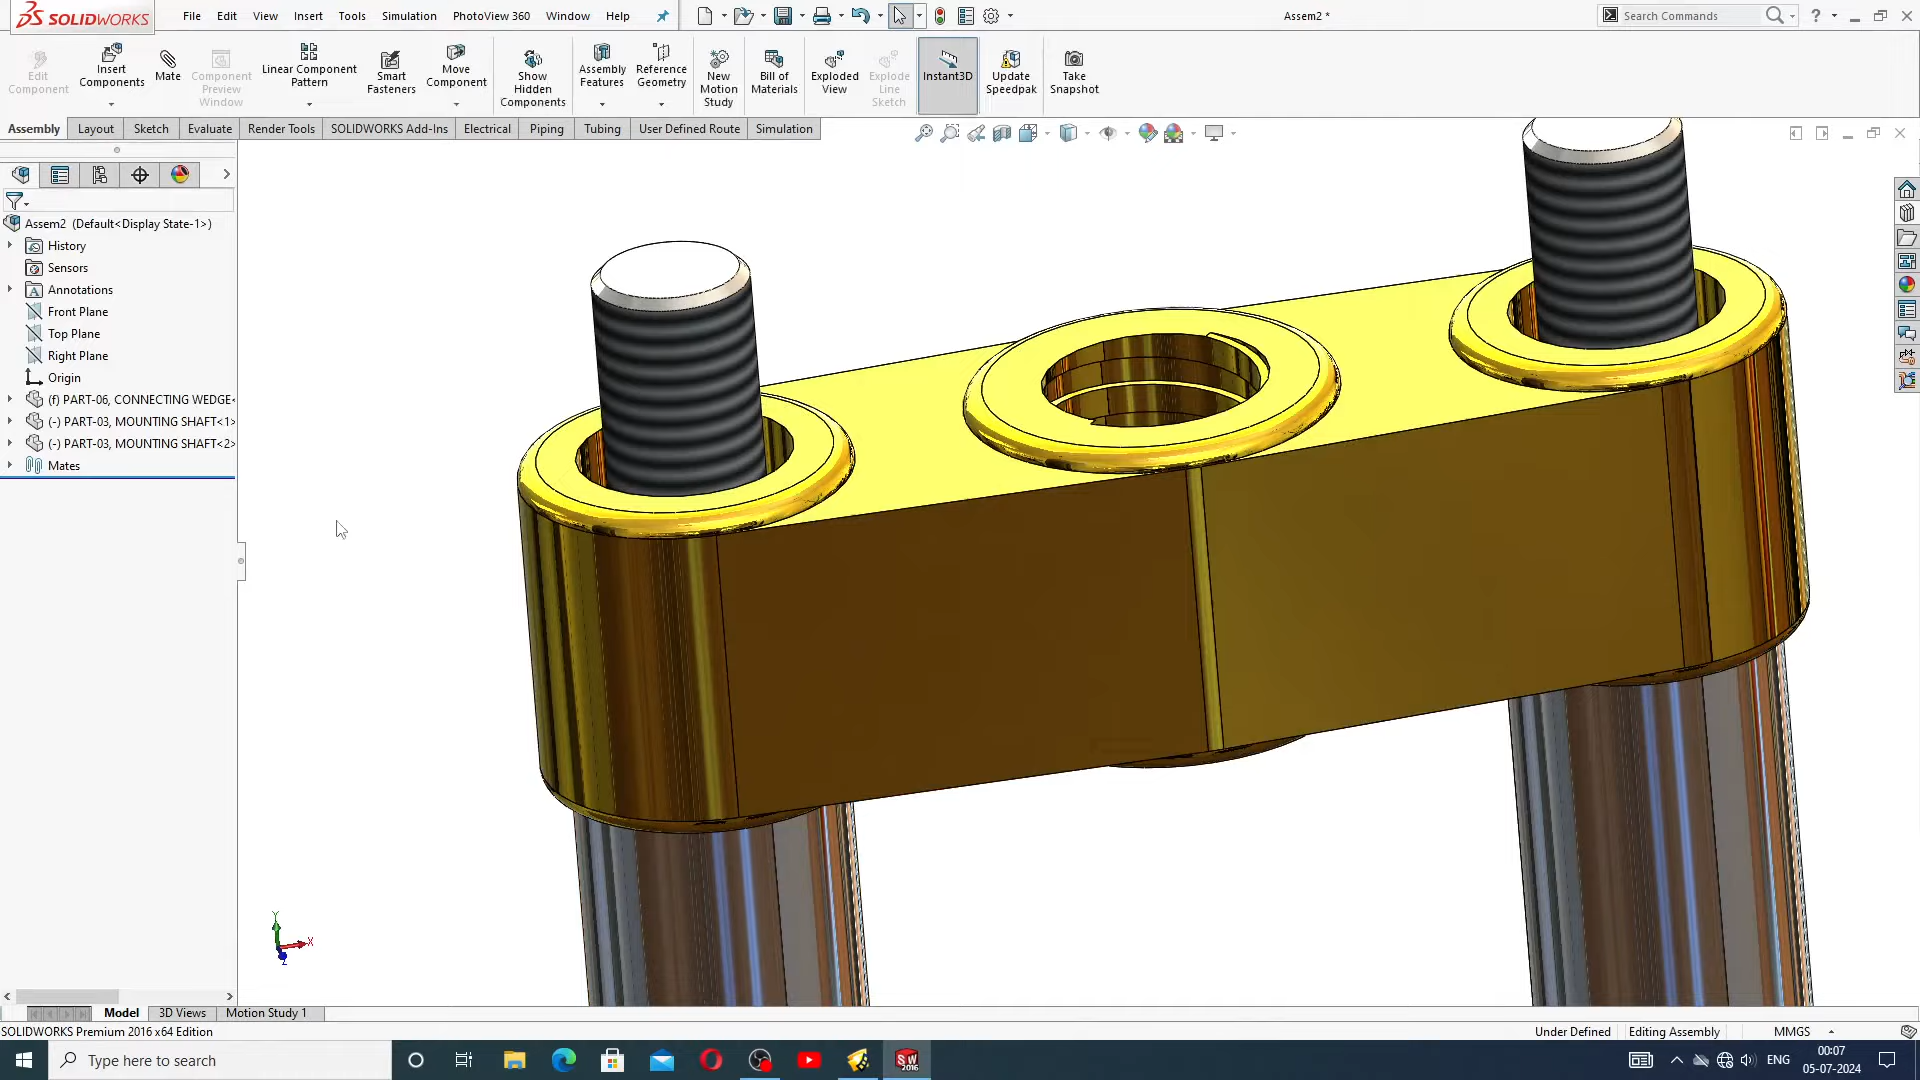 SOLIDWORKS
File Edit View Insert Tools Simulation PhotoView 360 Window Help
Assem2 *
Search Commands
Edit Component
Insert Components
Mate
Component Preview Window
Linear Component Pattern
Smart Fasteners
Move Component
Show Hidden Components
Assembly Features
Reference Geometry
New Motion Study
Bill of Materials
Exploded View
Explode Line Sketch
Instant3D
Update Speedpak
Take Snapshot
Assembly Layout Sketch Evaluate Render Tools SOLIDWORKS Add-Ins Electrical Piping Tubing User Defined Route Simulation
Assem2 (Default<Display State-1>)
History
Sensors
Annotations
Front Plane
Top Plane
Right Plane
Origin
(f) PART-06, CONNECTING WEDGE<
(-) PART-03, MOUNTING SHAFT<1>
(-) PART-03, MOUNTING SHAFT<2>
Mates
Y
X
Z
Model 3D Views Motion Study 1
SOLIDWORKS Premium 2016 x64 Edition
Under Defined Editing Assembly MMGS
Type here to search
SW 2016
ENG
00:07
05-07-2024